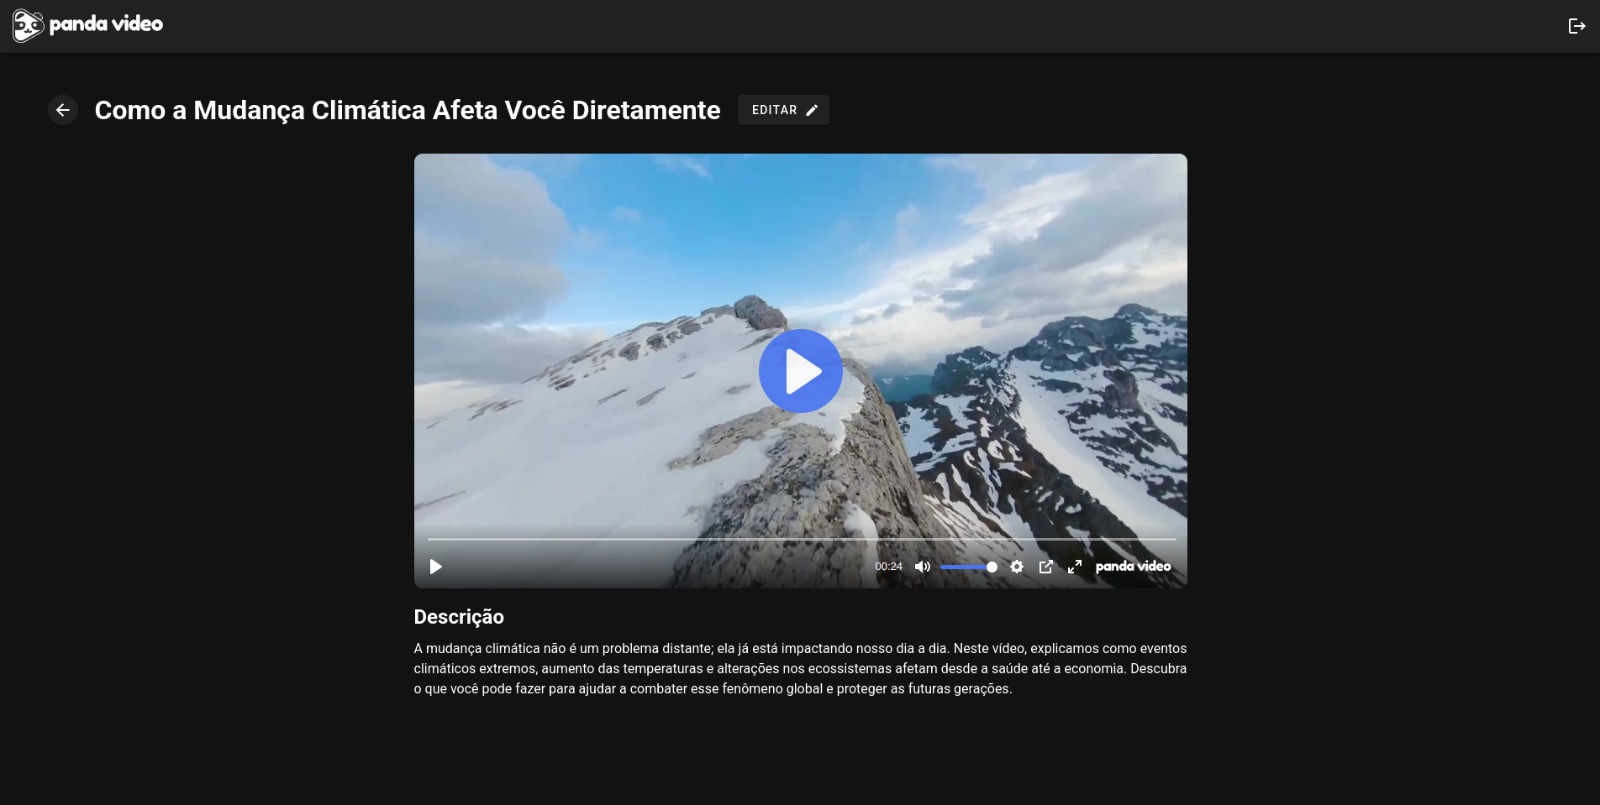 panda video
Como a Mudança Climática Afeta Você Diretamente
EDITAR
00:24
panda video
Descrição
A mudança climática não é um problema distante; ela já está impactando nosso dia a dia. Neste vídeo, explicamos como eventos
climáticos extremos, aumento das temperaturas e alterações nos ecossistemas afetam desde a saúde até a economia. Descubra
o que você pode fazer para ajudar a combater esse fenômeno global e proteger as futuras gerações.